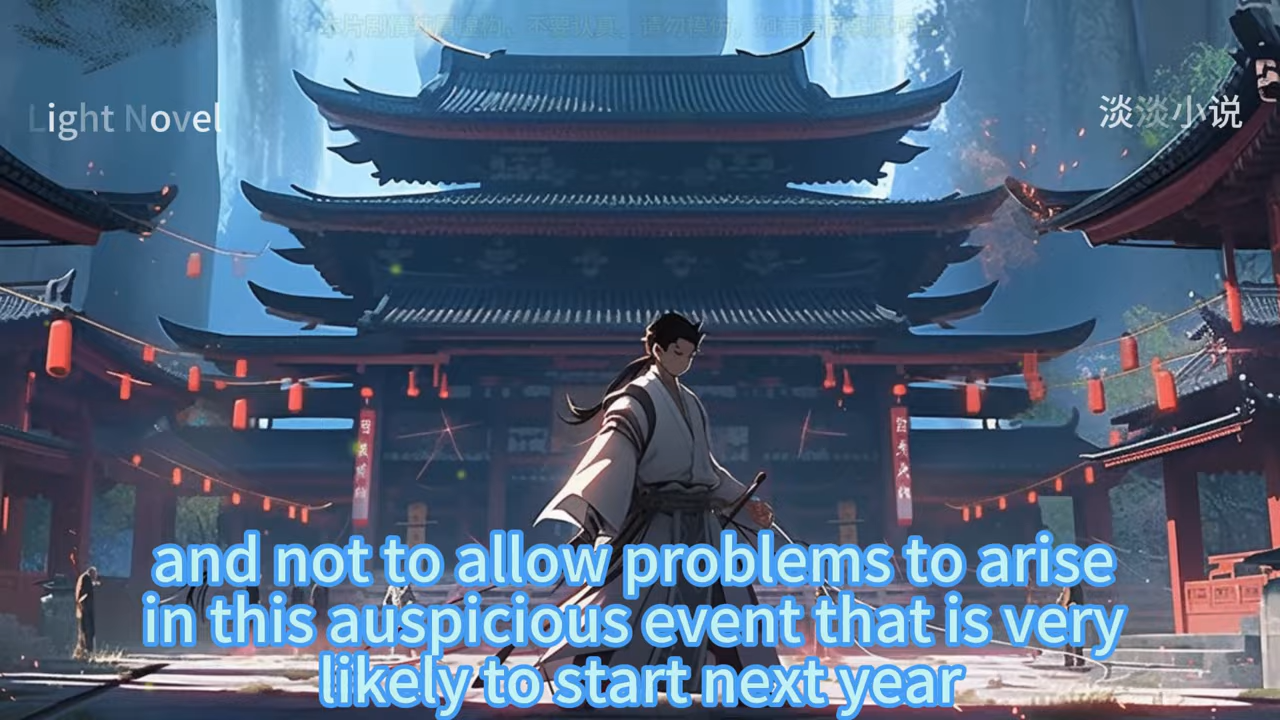 Light Novel
淡淡小说
and not to allow problems to arise
in this auspicious event that is very
likely to start next year